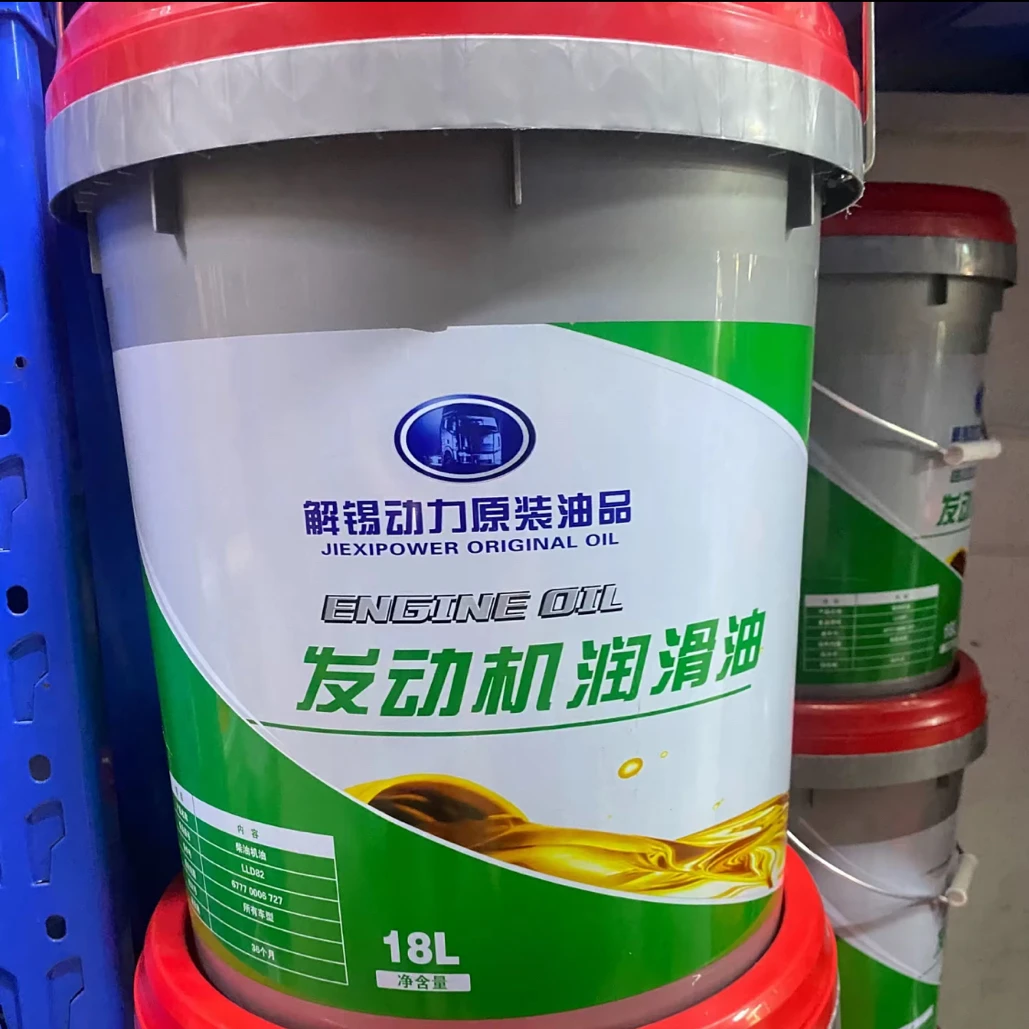 解锡动力原装油品
JIEXIPOWER ORIGINAL OIL
ENGINE OIL
发动机润滑油
内容
柴油机油
LLD82
6777 0006 727
所有车型
36个月
18L
净含量
发动